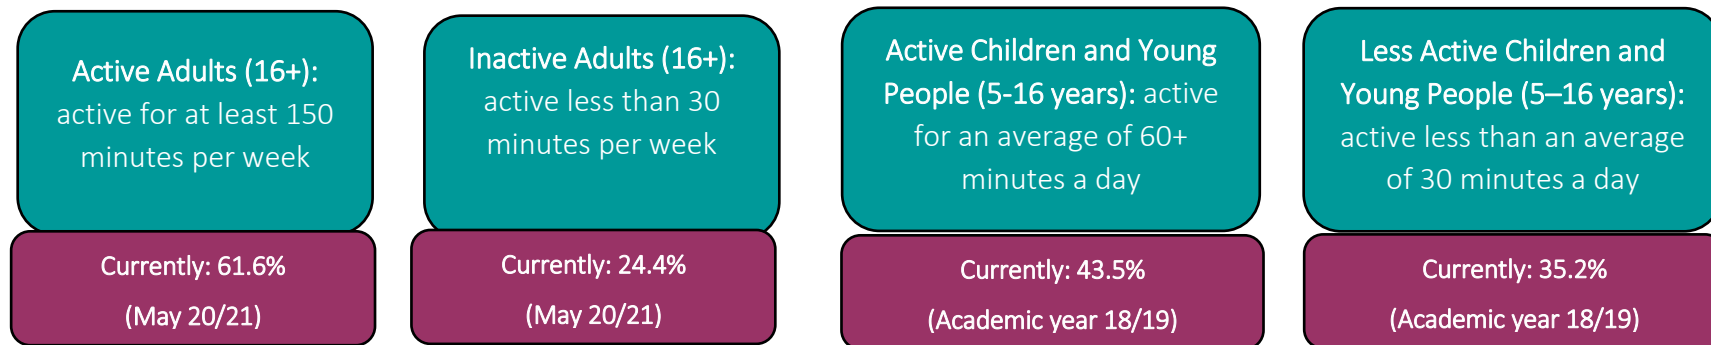 Active Adults (16+):
active for at least 150
minutes per week
Currently: 61.6%
(May 20/21)
Inactive Adults (16+):
active less than 30
minutes per week
Currently: 24.4%
(May 20/21)
Active Children and Young
People (5-16 years): active
for an average of 60+
minutes a day
Currently: 43.5%
(Academic year 18/19)
Less Active Children and
Young People (5–16 years):
active less than an average
of 30 minutes a day
Currently: 35.2%
(Academic year 18/19)